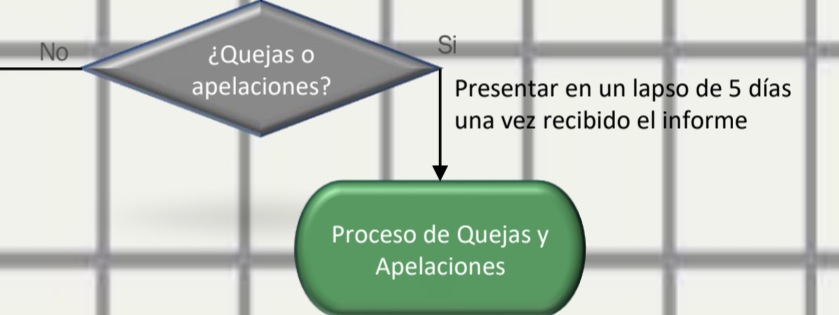 No
¿Quejas o
apelaciones?
Si
Presentar en un lapso de 5 días
una vez recibido el informe
Proceso de Quejas y
Apelaciones